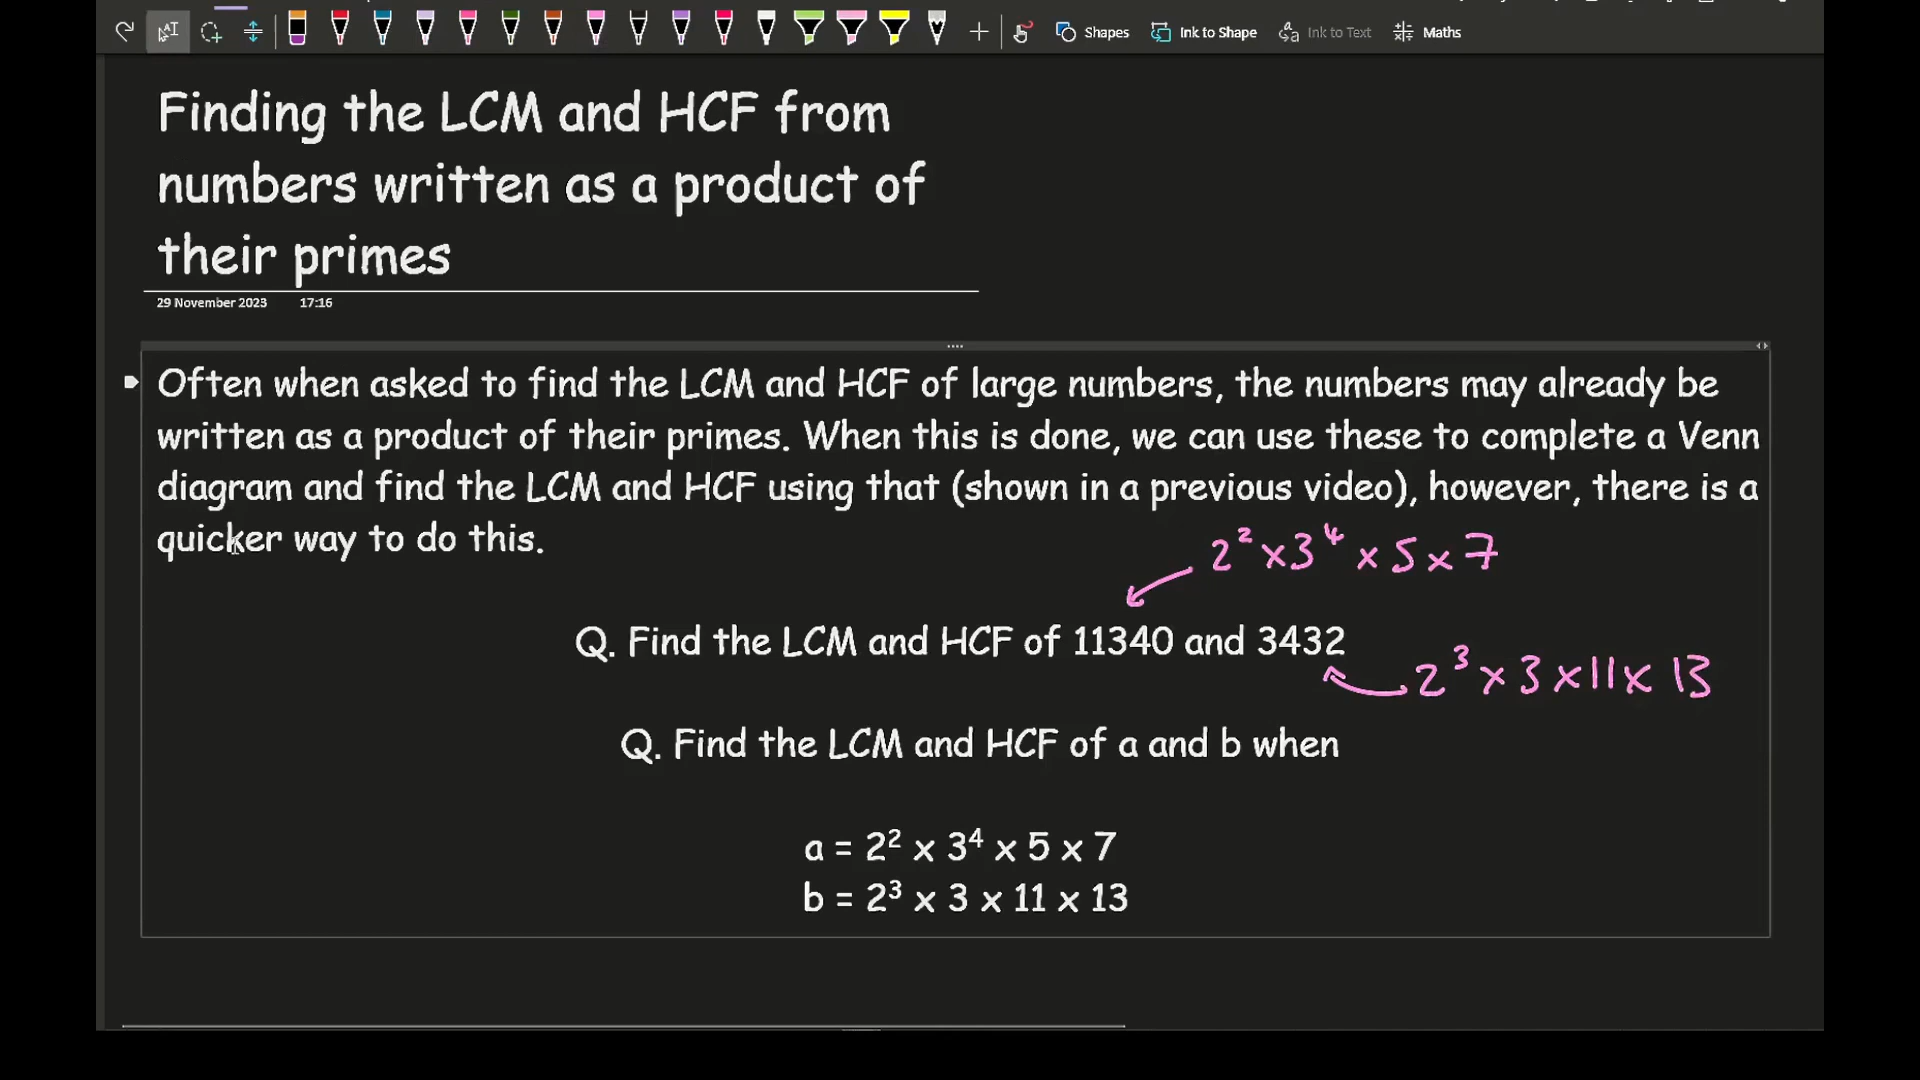 Shapes Ink to Shape Ink to Text Maths
Finding the LCM and HCF from
numbers written as a product of
their primes
29 November 2023 17:16
Often when asked to find the LCM and HCF of large numbers, the numbers may already be
written as a product of their primes. When this is done, we can use these to complete a Venn
diagram and find the LCM and HCF using that (shown in a previous video), however, there is a
quicker way to do this.
2² × 3⁴ × 5 × 7
Q. Find the LCM and HCF of 11340 and 3432
2³ × 3 × 11 × 13
Q. Find the LCM and HCF of a and b when
a = 2² x 3⁴ x 5 x 7
b = 2³ x 3 x 11 x 13